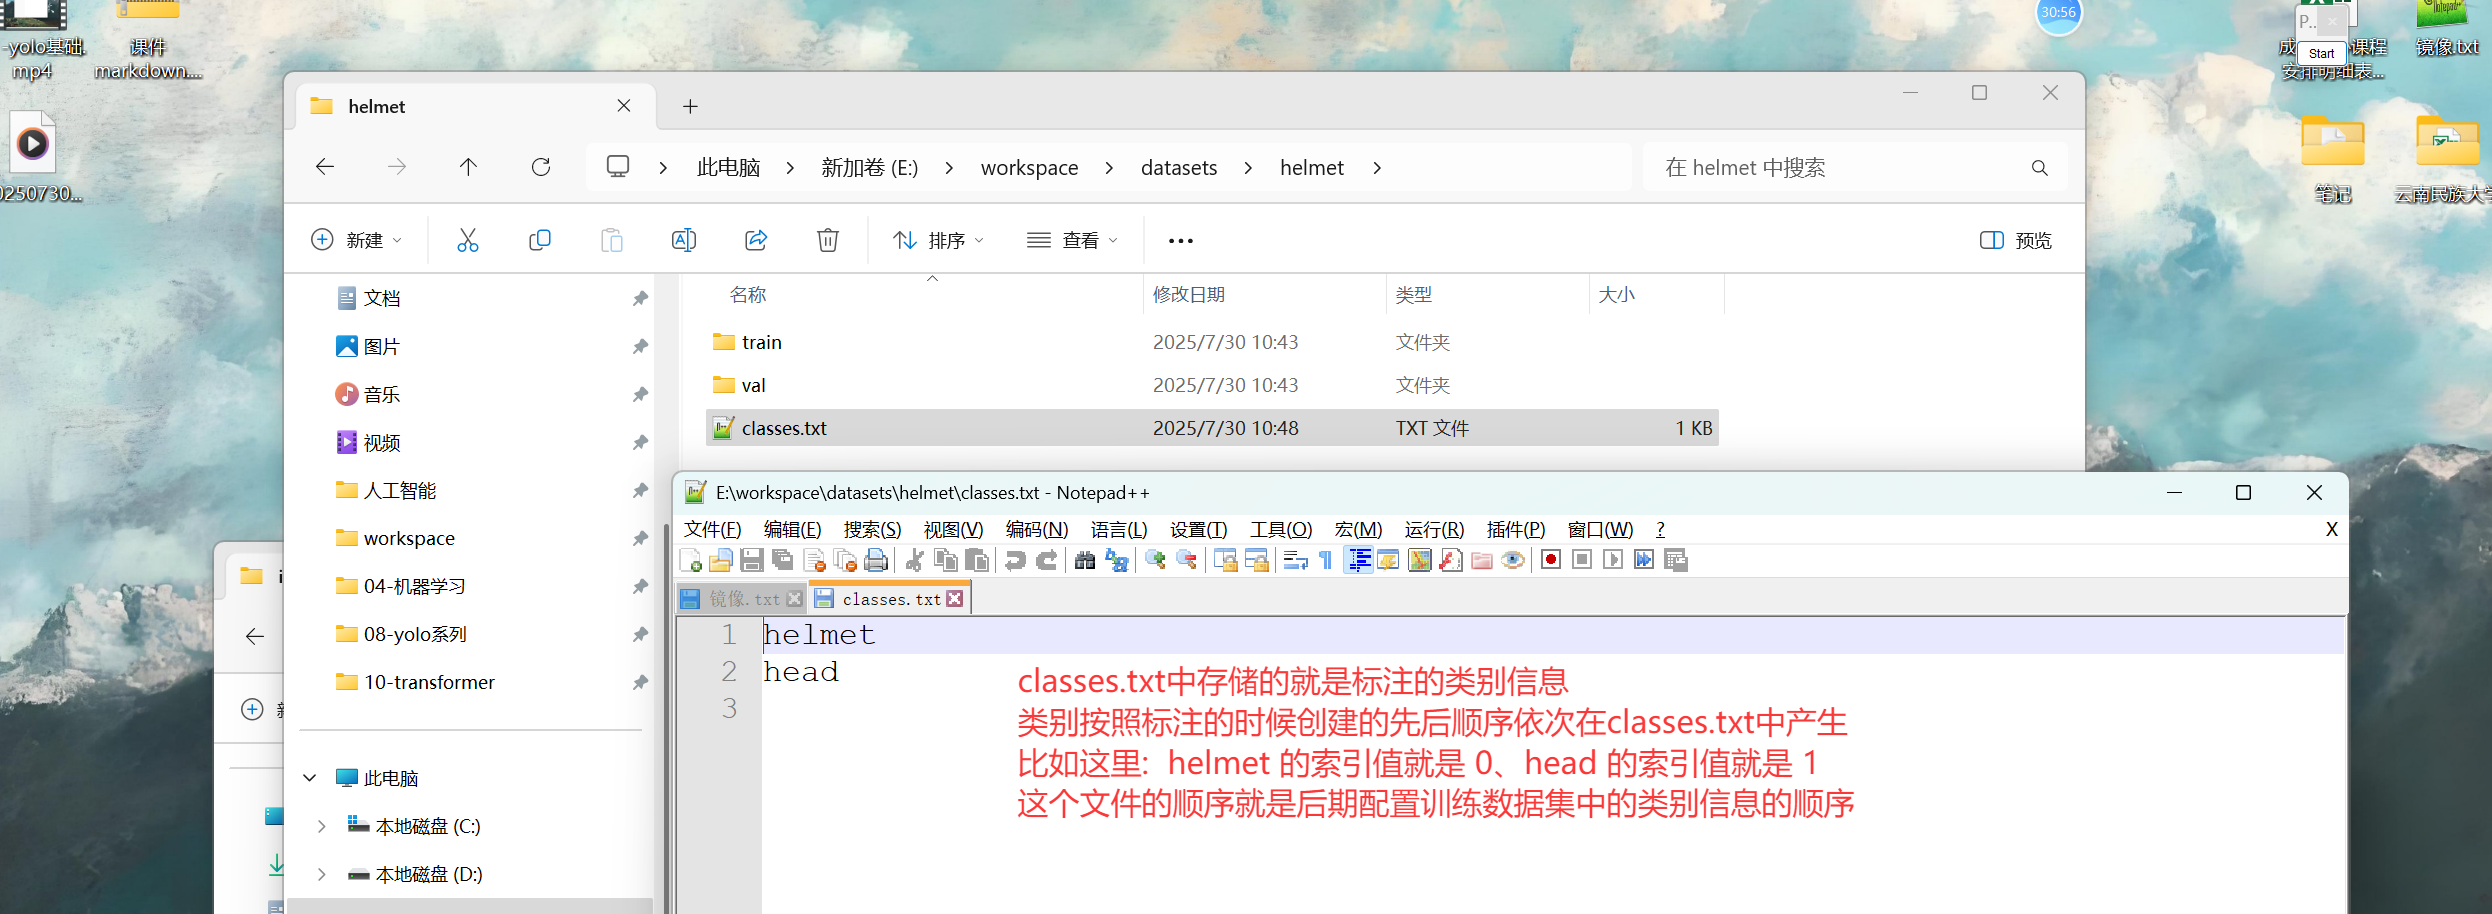 -yolo基础.
mp4
课件
markdown....
0250730...
30:56
P...
Start
课程
安排明细表...
镜像.txt
笔记
云南民族大学
helmet
此电脑
新加卷 (E:)
workspace
datasets
helmet
在 helmet 中搜索
新建
排序
查看
预览
文档
图片
音乐
视频
人工智能
workspace
04-机器学习
08-yolo系列
10-transformer
此电脑
本地磁盘 (C:)
本地磁盘 (D:)
名称 修改日期 类型 大小
train 2025/7/30 10:43 文件夹
val 2025/7/30 10:43 文件夹
classes.txt 2025/7/30 10:48 TXT 文件 1 KB
E:\workspace\datasets\helmet\classes.txt - Notepad++
文件(F) 编辑(E) 搜索(S) 视图(V) 编码(N) 语言(L) 设置(T) 工具(O) 宏(M) 运行(R) 插件(P) 窗口(W) ? X
镜像.txt classes.txt
1 helmet
2 head
3
classes.txt中存储的就是标注的类别信息
类别按照标注的时候创建的先后顺序依次在classes.txt中产生
比如这里: helmet 的索引值就是 0、head 的索引值就是 1
这个文件的顺序就是后期配置训练数据集中的类别信息的顺序